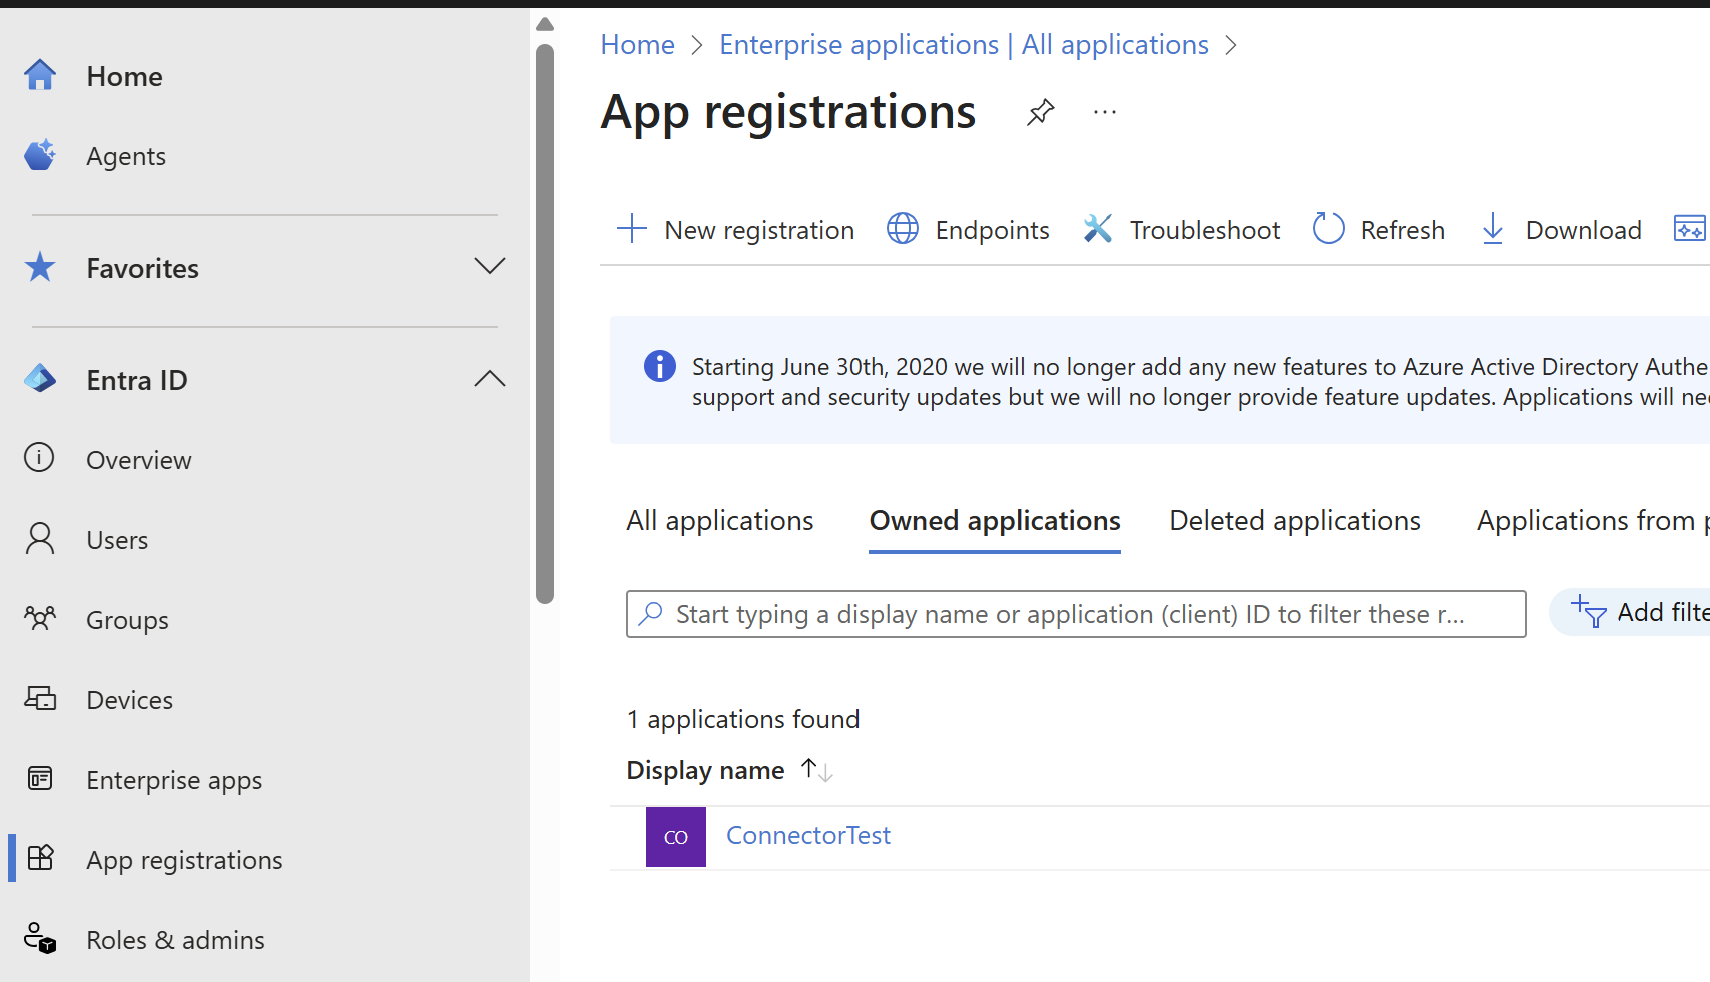 Home
Agents
Favorites
Entra ID
Overview
Users
Groups
Devices
Enterprise apps
App registrations
Roles & admins
Home > Enterprise applications | All applications >
App registrations
New registration
Endpoints
Troubleshoot
Refresh
Download
Starting June 30th, 2020 we will no longer add any new features to Azure Active Directory
support and security updates but we will no longer provide feature updates. Applications will
All applications
Owned applications
Deleted applications
Applications from
Start typing a display name or application (client) ID to filter these r...
Add
1 applications found
Display name
CO
ConnectorTest